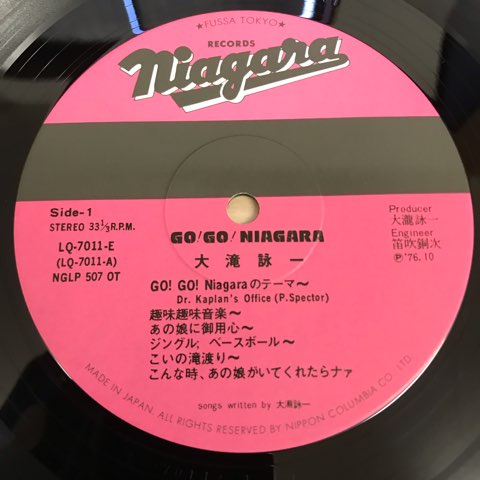 ★FUSSA TOKYO★
RECORDS
Niagara
Side-1
STEREO 33⅓R.P.M.
LQ-7011-E
(LQ-7011-A)
NGLP 507 OT
Producer
大瀧詠一
Engineer
笛吹銅次
Ⓟ'76.10
GO! GO! NIAGARA
大滝詠一
GO! GO! Niagaraのテーマ〜
Dr. Kaplan's Office (P.Spector)
趣味趣味音楽〜
あの娘に御用心〜
ジングル; ベースボール〜
こいの滝渡り〜
こんな時、あの娘がいてくれたらナァ
songs written by 大瀧詠一
MADE IN JAPAN. ALL RIGHTS RESERVED BY NIPPON COLUMBIA CO., LTD